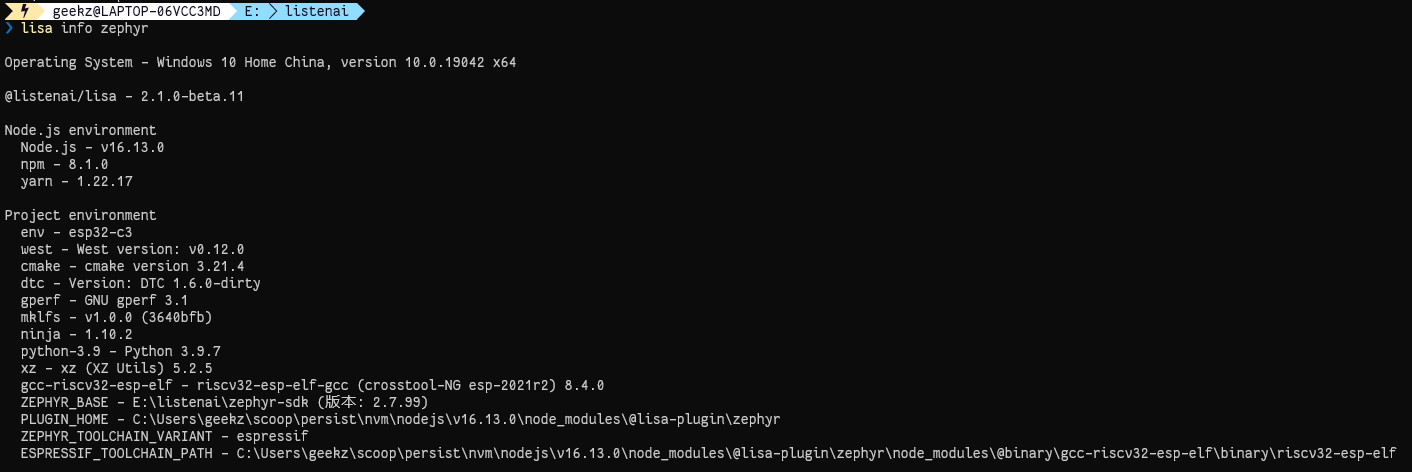 geekz@LAPTOP-06VCC3MD E: listenai
❯ lisa info zephyr
Operating System - Windows 10 Home China, version 10.0.19042 x64
@listenai/lisa - 2.1.0-beta.11
Node.js environment
Node.js - v16.13.0
npm - 8.1.0
yarn - 1.22.17
Project environment
env - esp32-c3
west - West version: v0.12.0
cmake - cmake version 3.21.4
dtc - Version: DTC 1.6.0-dirty
gperf - GNU gperf 3.1
mklfs - v1.0.0 (3640bfb)
ninja - 1.10.2
python-3.9 - Python 3.9.7
xz - xz (XZ Utils) 5.2.5
gcc-riscv32-esp-elf - riscv32-esp-elf-gcc (crosstool-NG esp-2021r2) 8.4.0
ZEPHYR_BASE - E:\listenai\zephyr-sdk (版本: 2.7.99)
PLUGIN_HOME - C:\Users\geekz\scoop\persist\nvm\nodejs\v16.13.0\node_modules\@lisa-plugin\zephyr
ZEPHYR_TOOLCHAIN_VARIANT - espressif
ESPRESSIF_TOOLCHAIN_PATH - C:\Users\geekz\scoop\persist\nvm\nodejs\v16.13.0\node_modules\@lisa-plugin\zephyr\node_modules\@binary\gcc-riscv32-esp-elf\binary\riscv32-esp-elf